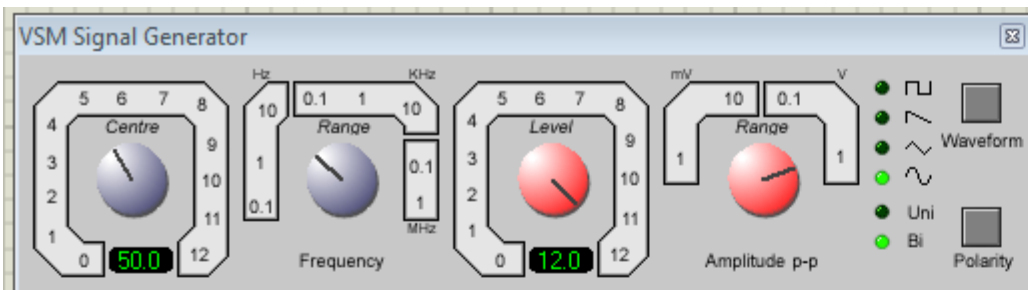 VSM Signal Generator
Hz KHz mV V
5 6 7 8 10 0.1 1 10 5 6 7 8 10 0.1
4 Centre Range 4 Level Range Waveform
3 9 1 0.1 3 9 1 1
2 10 0.1 1 2 10
1 11 MHz 1 11 Uni
0 50.0 12 Frequency 0 12.0 12 Amplitude p-p Bi Polarity